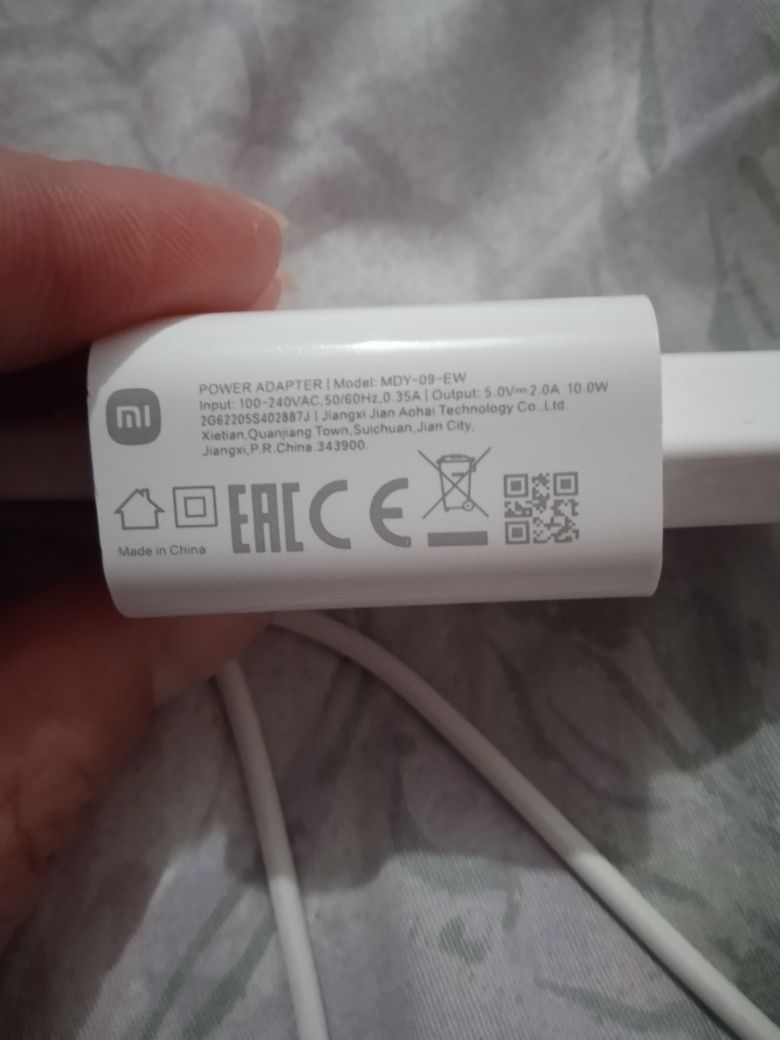 mi
POWER ADAPTER | Model: MDY-09-EW
Input: 100-240VAC,50/60Hz,0.35A | Output: 5.0V⎓2.0A 10.0W
2G62205S402887J | Jiangxi Jian Aohai Technology Co.,Ltd.
Xietian,Quanjiang Town,Suichuan,Jian City,
Jiangxi,P.R.China.343900.
EAC CE
Made in China